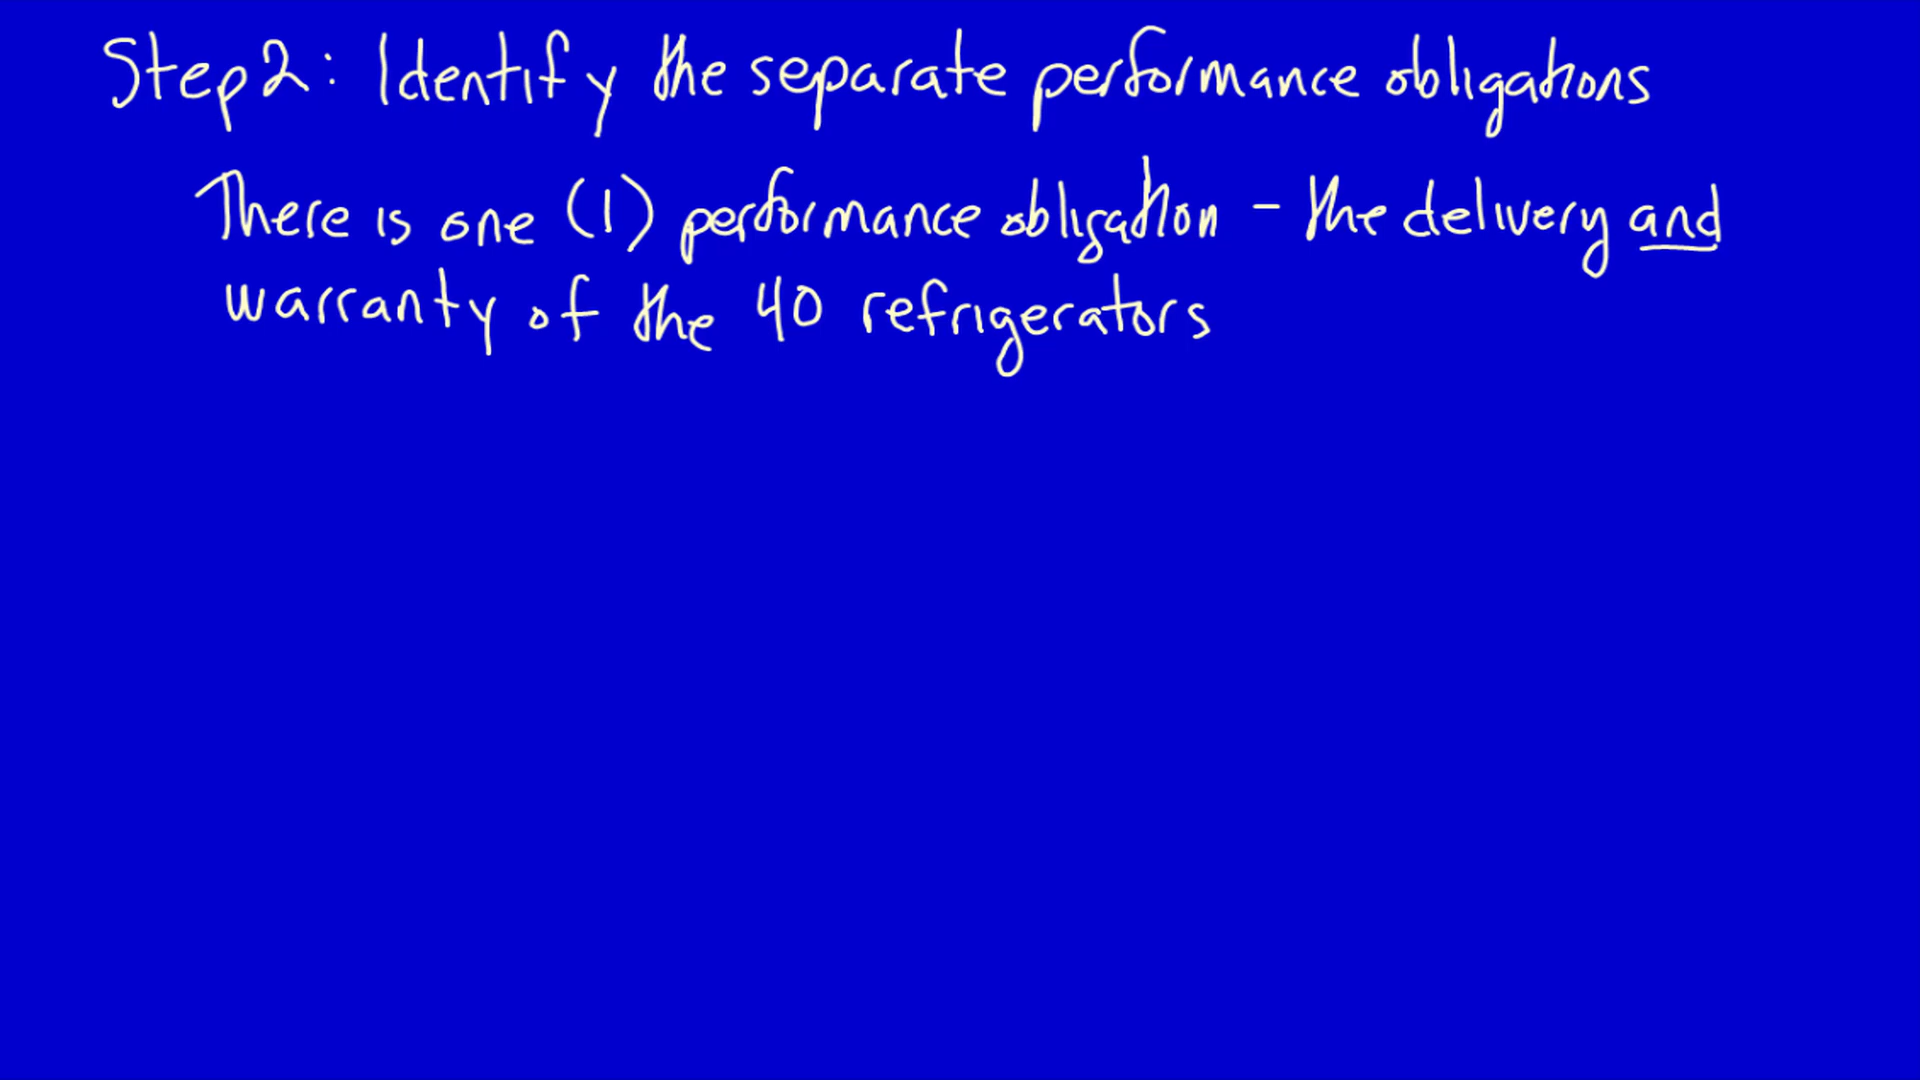 Step 2: Identify the separate performance obligations
There is one (1) performance obligation - the delivery and
warranty of the 40 refrigerators